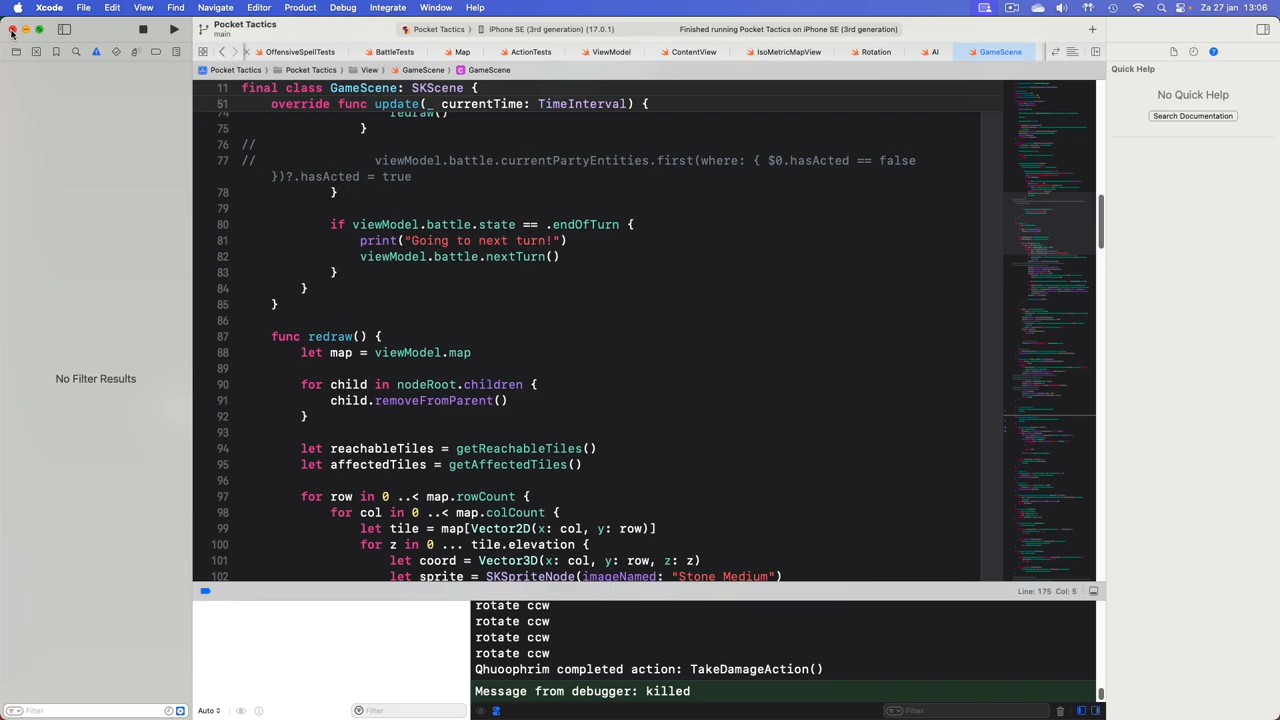 Xcode File Edit View Find Navigate Editor Product Debug Integrate Window Help Mon 29 Jan 13:06
Pocket Tactics
main
Pocket Tactics iPhone SE (3rd generation) (17.0.1)
Finished running Pocket Tactics on iPhone SE (3rd generation)
OffensiveSpellTests BattleTests Map ActionTests ViewModel ContentView IsoMetricMapView Rotation AI GameScene
Pocket Tactics Pocket Tactics View GameScene GameScene
Quick Help
No Quick Help
Search Documentation
No Filter Results
11 final class GameScene: SKScene {
51 override func update(_ currentTime: TimeInterval) {
74 redraw()
75 }
76 //
77 // viewModel.battle.currentParty.entities.first(where: { $0.hasActed == false
})?.hasActed = true
78 }
79
80 if viewModel.battle.state == .endOfTurn {
81 print("Going to next turn!")
82 viewModel.battle.nextTurn()
83 }
84 }
85 }
86
87 func redraw() {
88 let map = viewModel.map
89
90 for child in nodeRoot.children {
91 child.removeFromParent()
92 }
93
94 let reachableTiles = getReachableTiles()
95 let affectedTiles = getAffectedTiles()
96
97 for row in 0 ..< map.rowCount {
98 for col in 0 ..< map.colCount {
99 let tile = map[Vector2D(x: col, y: row)]
100 for z in 0 ... tile.elevation {
101 let coord = Vector3D(x: col, y: row, z: z)
102 let sprite = SKSpriteNode(imageNamed: "Stone Medium")
Line: 175 Col: 5
rotate ccw
rotate ccw
rotate ccw
rotate ccw
Qhuoophrim completed action: TakeDamageAction()
Message from debugger: killed
Filter
Auto
Filter
Filter